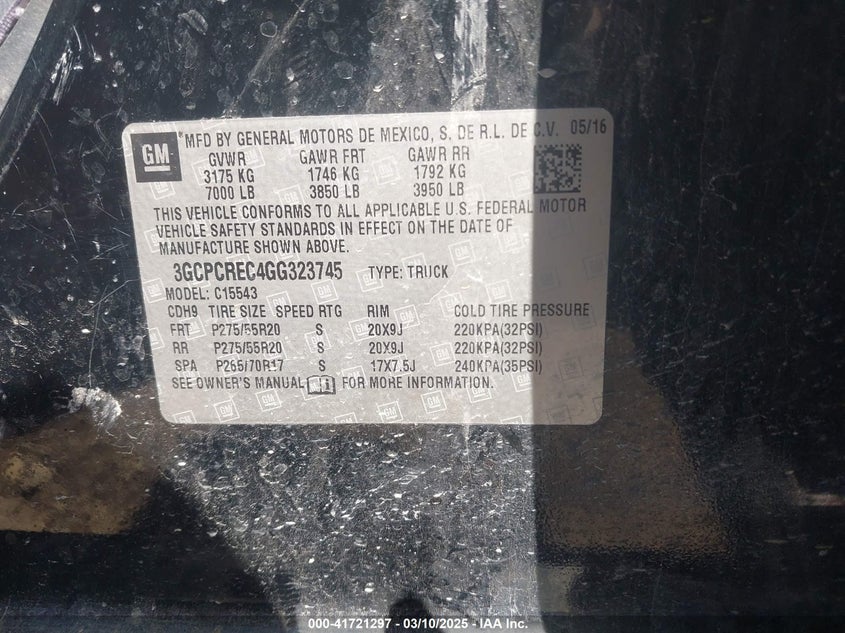 GM
MFD BY GENERAL MOTORS DE MEXICO, S. DE R.L. DE C.V. 05/16
GVWR GAWR FRT GAWR RR
3175 KG 1746 KG 1792 KG
7000 LB 3850 LB 3950 LB
THIS VEHICLE CONFORMS TO ALL APPLICABLE U.S. FEDERAL MOTOR
VEHICLE SAFETY STANDARDS IN EFFECT ON THE DATE OF
MANUFACTURE SHOWN ABOVE.
3GCPCREC4GG323745 TYPE: TRUCK
MODEL: C15543
CDH9 TIRE SIZE SPEED RTG RIM COLD TIRE PRESSURE
FRT P275/55R20 S 20X9J 220KPA(32PSI)
RR P275/55R20 S 20X9J 220KPA(32PSI)
SPA P265/70R17 S 17X7.5J 240KPA(35PSI)
SEE OWNER'S MANUAL FOR MORE INFORMATION.
000-41721297 - 03/10/2025 - IAA Inc.